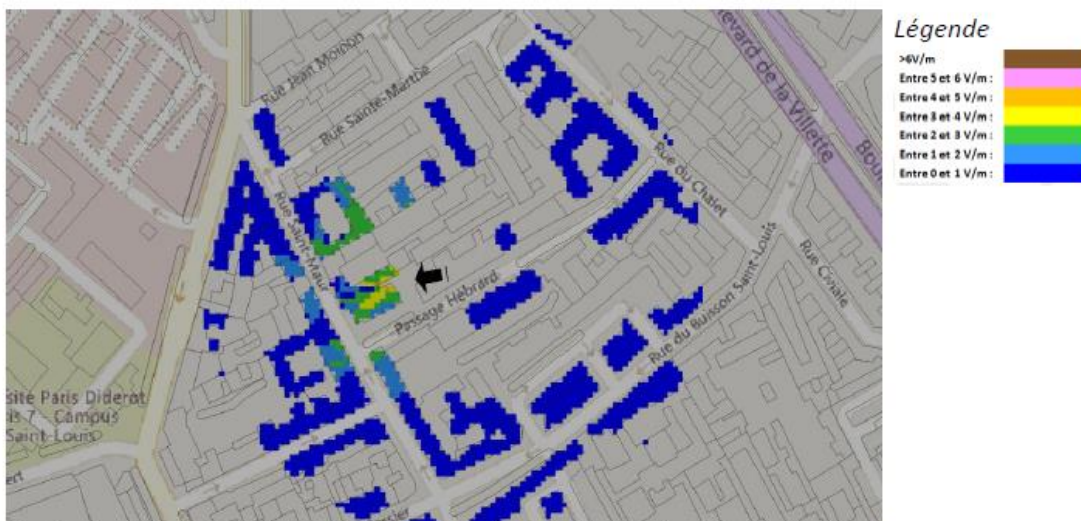 Légende
>6V/m
Entre 5 et 6 V/m :
Entre 4 et 5 V/m :
Entre 3 et 4 V/m :
Entre 2 et 3 V/m :
Entre 1 et 2 V/m :
Entre 0 et 1 V/m :
Rue Jean Moinon
Rue Sainte-Marthe
Rue Saint-Maur
Passage Hébrard
Rue du Chalet
Rue du Buisson Saint-Louis
Rue Civiale
evard de la Villette
Bou
sité Paris Diderot
is 7 - Campus
Saint-Louis
ert
sier